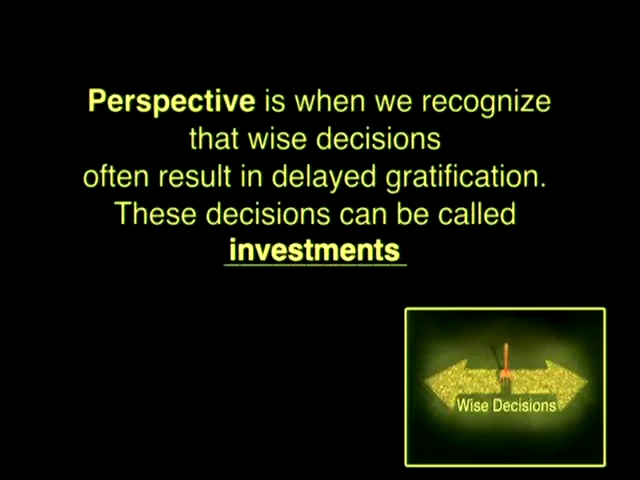 Perspective is when we recognize
that wise decisions
often result in delayed gratification.
These decisions can be called
investments
Wise Decisions